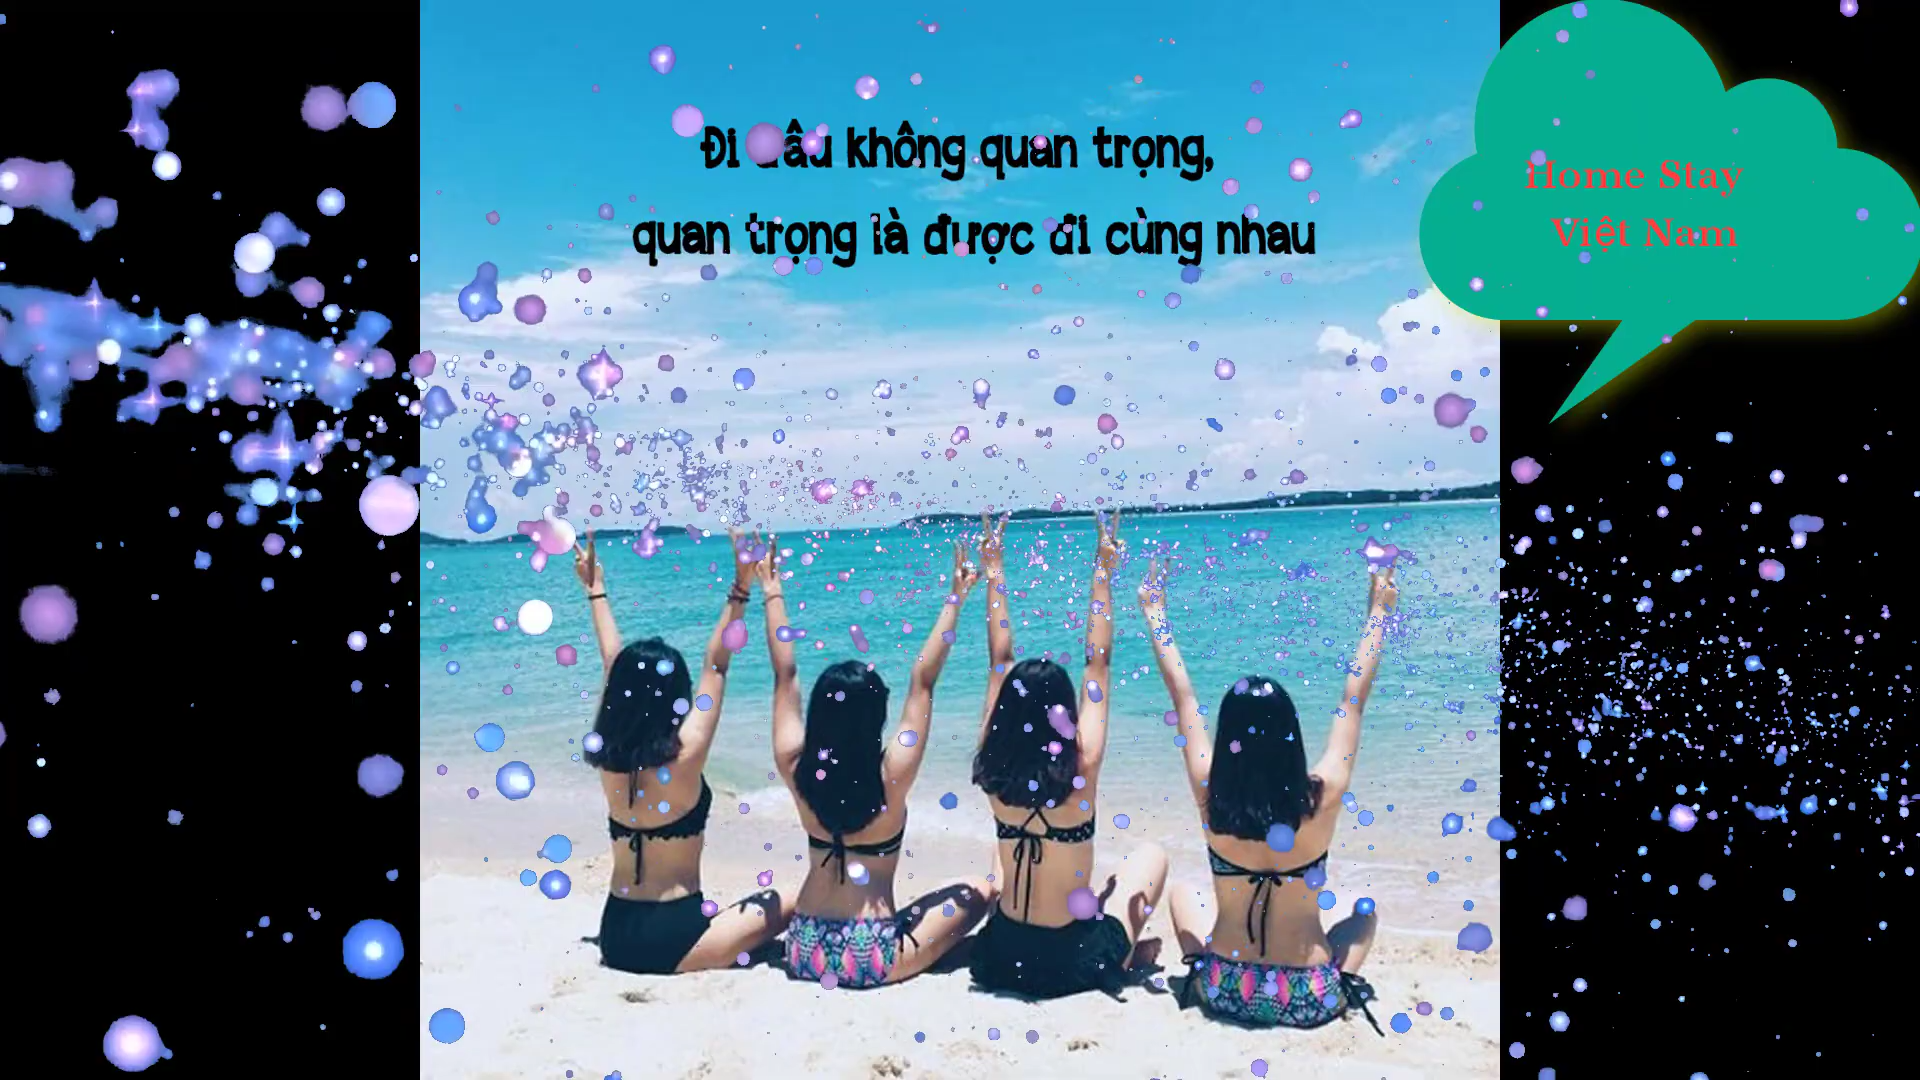 Đi đâu không quan trọng,
quan trọng là được đi cùng nhau
Home Stay
Việt Nam